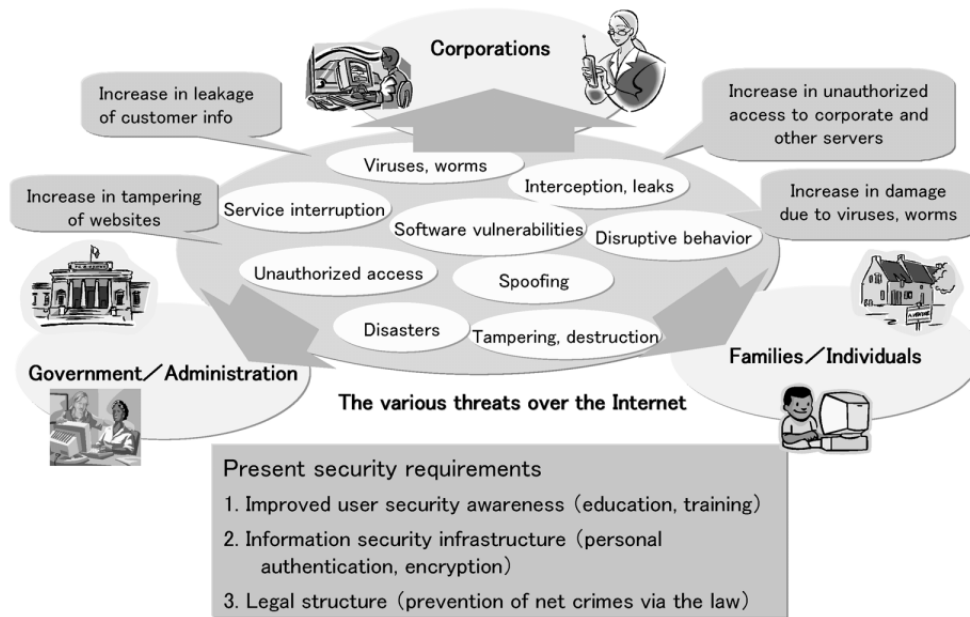 Corporations
Increase in leakage
of customer info
Increase in unauthorized
access to corporate and
other servers
Viruses, worms
Interception, leaks
Increase in tampering
of websites
Service interruption
Software vulnerabilities
Disruptive behavior
Increase in damage
due to viruses, worms
Unauthorized access
Spoofing
Disasters
Tampering, destruction
Government／Administration
Families／Individuals
The various threats over the Internet
Present security requirements
1. Improved user security awareness (education, training)
2. Information security infrastructure (personal
authentication, encryption)
3. Legal structure (prevention of net crimes via the law)